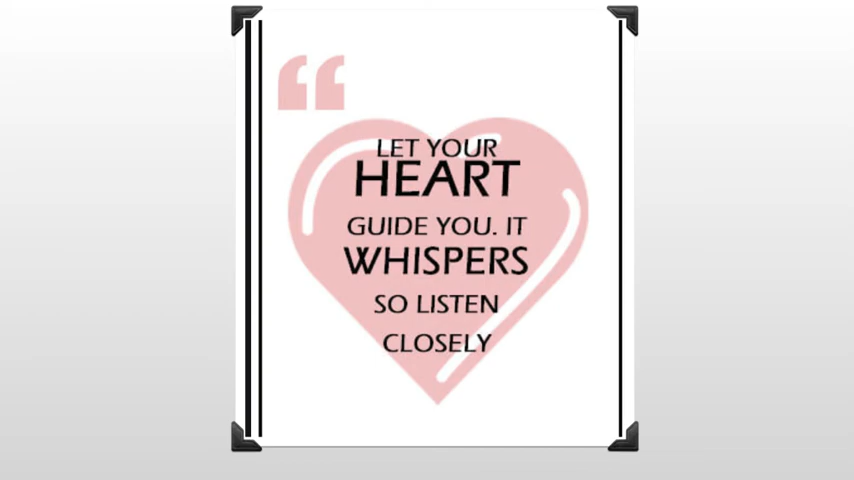 LET YOUR
HEART
GUIDE YOU. IT
WHISPERS
SO LISTEN
CLOSELY